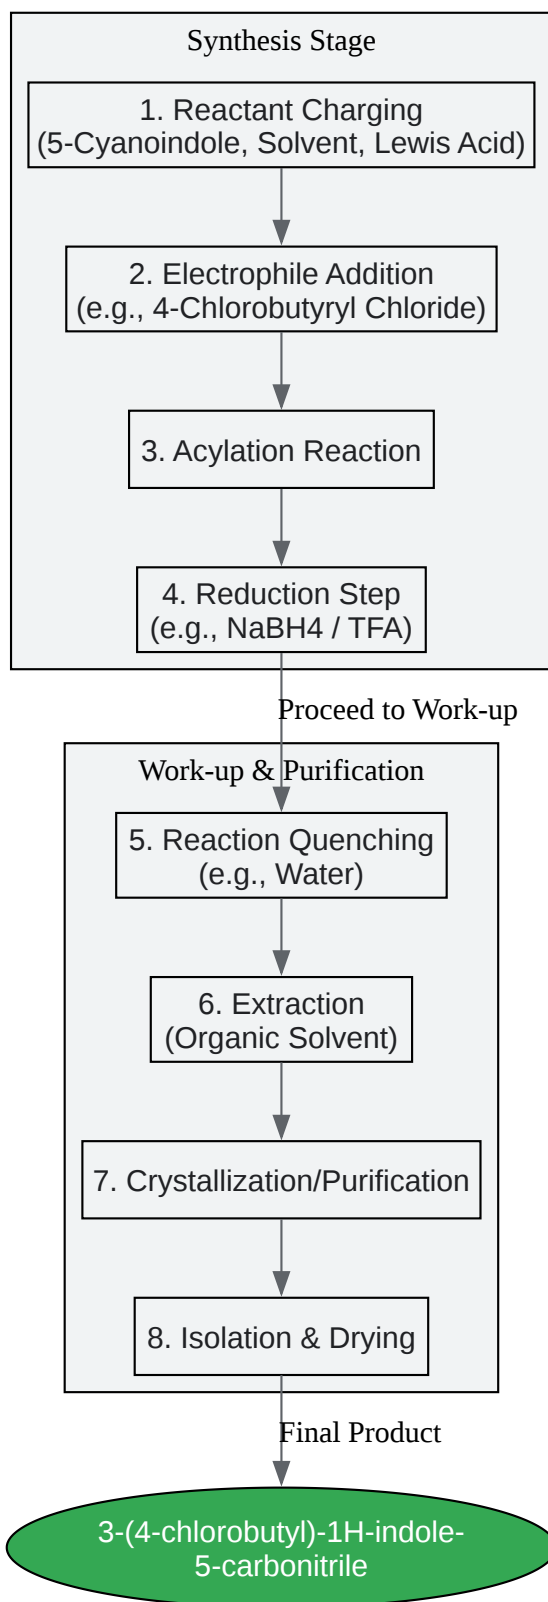 Synthesis Stage
1. Reactant Charging
(5-Cyanoindole, Solvent, Lewis Acid)
2. Electrophile Addition
(e.g., 4-Chlorobutyryl Chloride)
3. Acylation Reaction
4. Reduction Step
(e.g., NaBH4 / TFA)
Proceed to Work-up
Work-up & Purification
5. Reaction Quenching
(e.g., Water)
6. Extraction
(Organic Solvent)
7. Crystallization/Purification
8. Isolation & Drying
Final Product
3-(4-chlorobutyl)-1H-indole-
5-carbonitrile